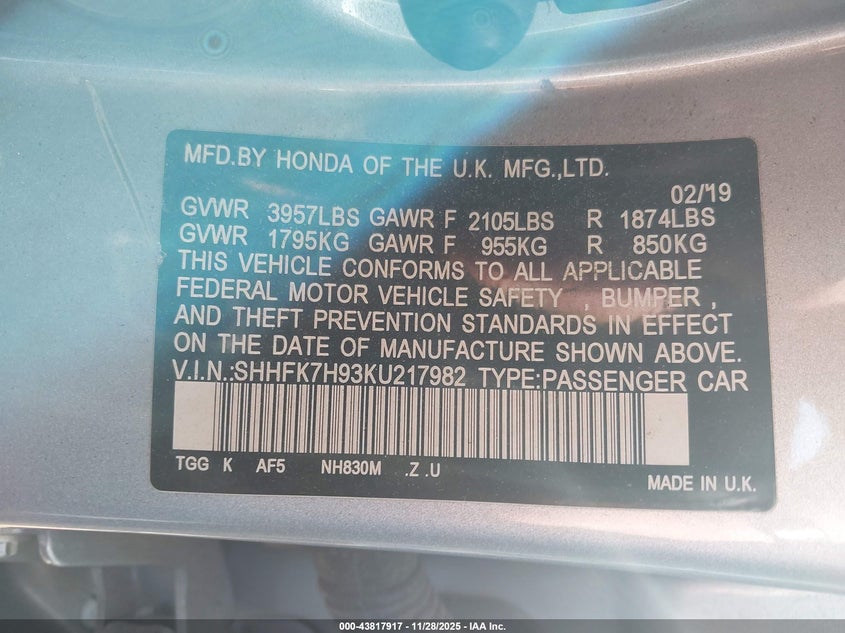 MFD.BY HONDA OF THE U.K. MFG.,LTD.
02/19
GVWR 3957LBS GAWR F 2105LBS R 1874LBS
GVWR 1795KG GAWR F 955KG R 850KG
THIS VEHICLE CONFORMS TO ALL APPLICABLE
FEDERAL MOTOR VEHICLE SAFETY , BUMPER ,
AND THEFT PREVENTION STANDARDS IN EFFECT
ON THE DATE OF MANUFACTURE SHOWN ABOVE.
V.I.N.:SHHFK7H93KU217982 TYPE:PASSENGER CAR
TGG K AF5 NH830M .Z .U
MADE IN U.K.
000-43817917 - 11/28/2025 - IAA Inc.